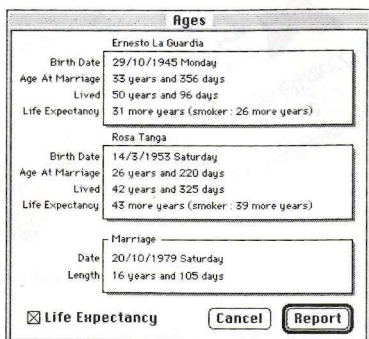 Ages
Ernesto La Guardia
Birth Date 29/10/1945 Monday
Age At Marriage 33 years and 356 days
Lived 50 years and 96 days
Life Expectancy 31 more years (smoker : 26 more years)
Rosa Tanga
Birth Date 14/3/1953 Saturday
Age At Marriage 26 years and 220 days
Lived 42 years and 325 days
Life Expectancy 43 more years (smoker : 39 more years)
Marriage
Date 20/10/1979 Saturday
Length 16 years and 105 days
Life Expectancy Cancel Report